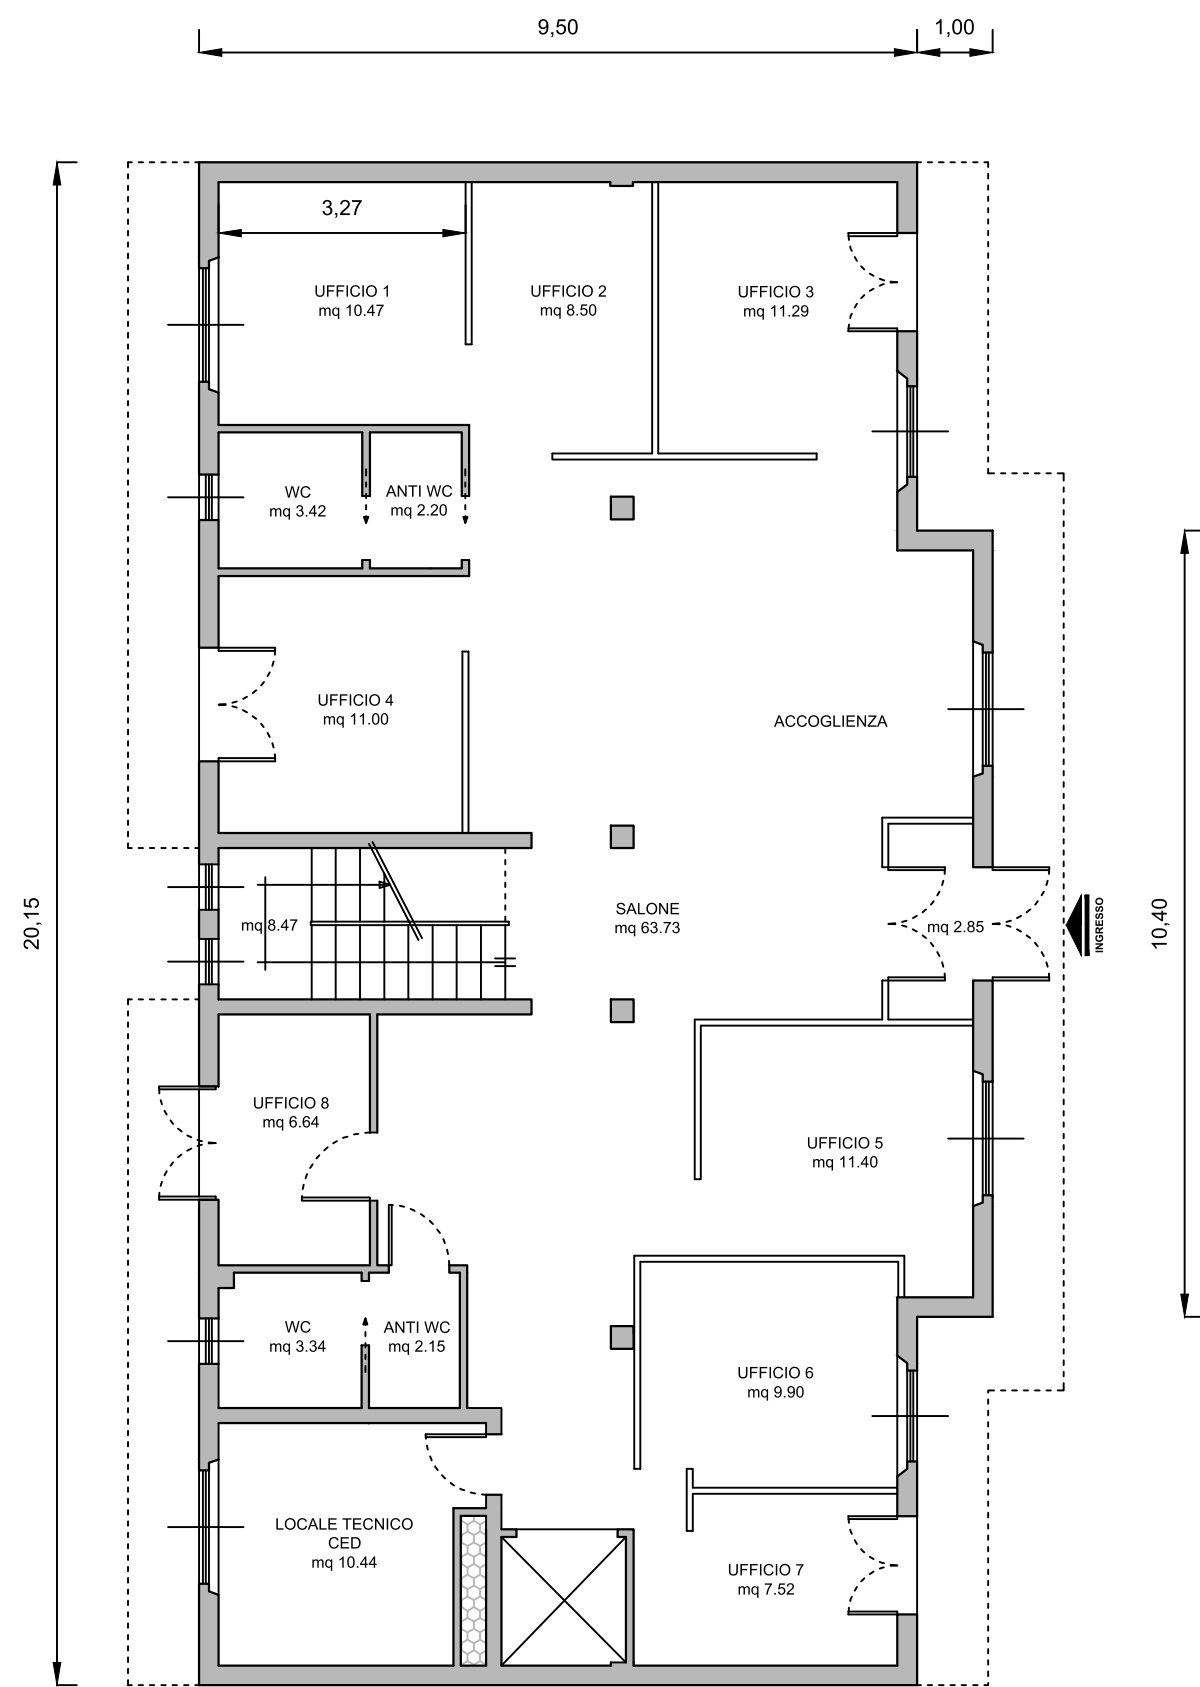 9,50
1,00
3,27
UFFICIO 1
mq 10.47
UFFICIO 2
mq 8.50
UFFICIO 3
mq 11.29
WC
mq 3.42
ANTI WC
mq 2.20
UFFICIO 4
mq 11.00
ACCOGLIENZA
20,15
mq 8.47
SALONE
mq 63.73
mq 2.85
INGRESSO
10,40
UFFICIO 8
mq 6.64
UFFICIO 5
mq 11.40
WC
mq 3.34
ANTI WC
mq 2.15
UFFICIO 6
mq 9.90
LOCALE TECNICO
CED
mq 10.44
UFFICIO 7
mq 7.52